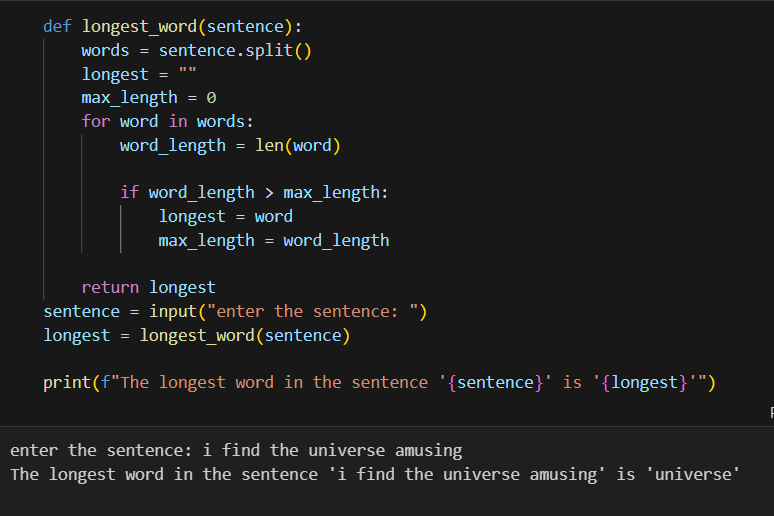 def longest_word(sentence):
    words = sentence.split()
    longest = ""
    max_length = 0
    for word in words:
        word_length = len(word)
        if word_length > max_length:
            longest = word
            max_length = word_length
    return longest
sentence = input("enter the sentence: ")
longest = longest_word(sentence)
print(f"The longest word in the sentence '{sentence}' is '{longest}'")
enter the sentence: i find the universe amusing
The longest word in the sentence 'i find the universe amusing' is 'universe'